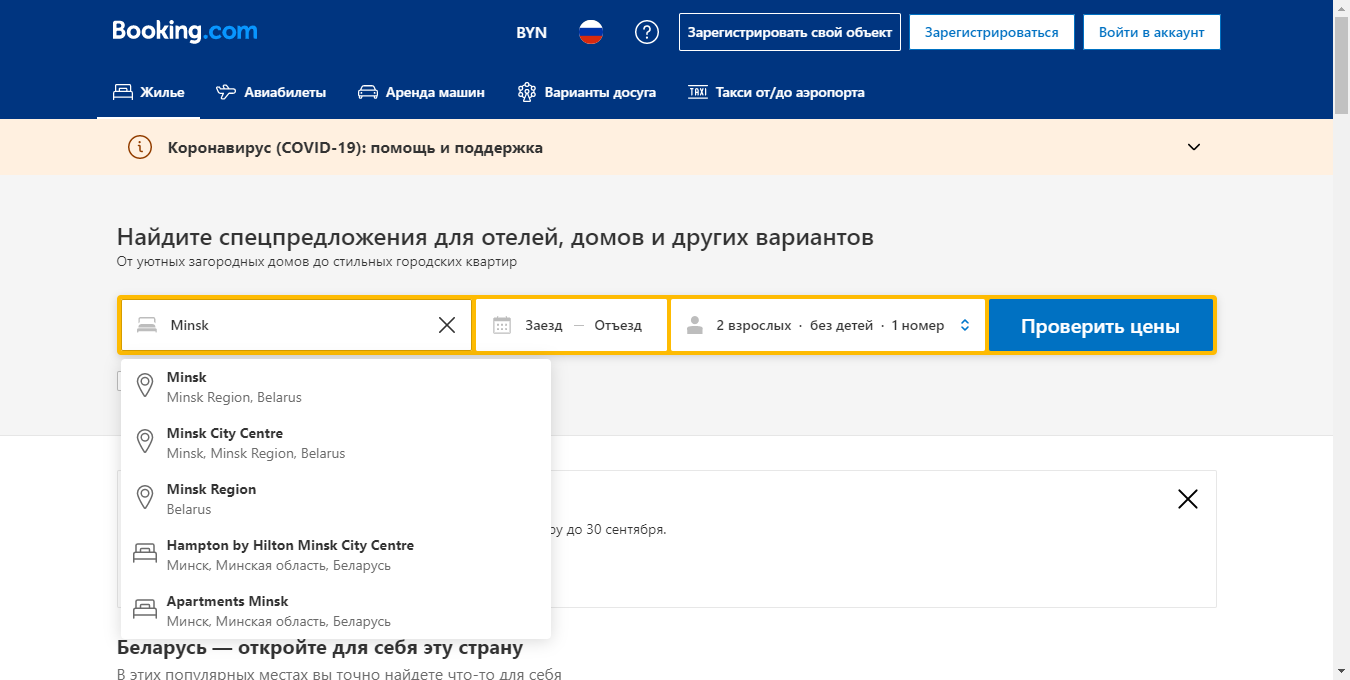 Booking.com
BYN
?
Зарегистрировать свой объект
Зарегистрироваться
Войти в аккаунт
Жилье
Авиабилеты
Аренда машин
Варианты досуга
TAXI
Такси от/до аэропорта
Коронавирус (COVID-19): помощь и поддержка
Найдите спецпредложения для отелей, домов и других вариантов
От уютных загородных домов до стильных городских квартир
Minsk
Заезд — Отъезд
2 взрослых · без детей · 1 номер
Проверить цены
Minsk
Minsk Region, Belarus
Minsk City Centre
Minsk, Minsk Region, Belarus
Minsk Region
Belarus
ру до 30 сентября.
Hampton by Hilton Minsk City Centre
Минск, Минская область, Беларусь
Apartments Minsk
Минск, Минская область, Беларусь
Беларусь — откройте для себя эту страну
В этих популярных местах вы точно найдете что-то для себя